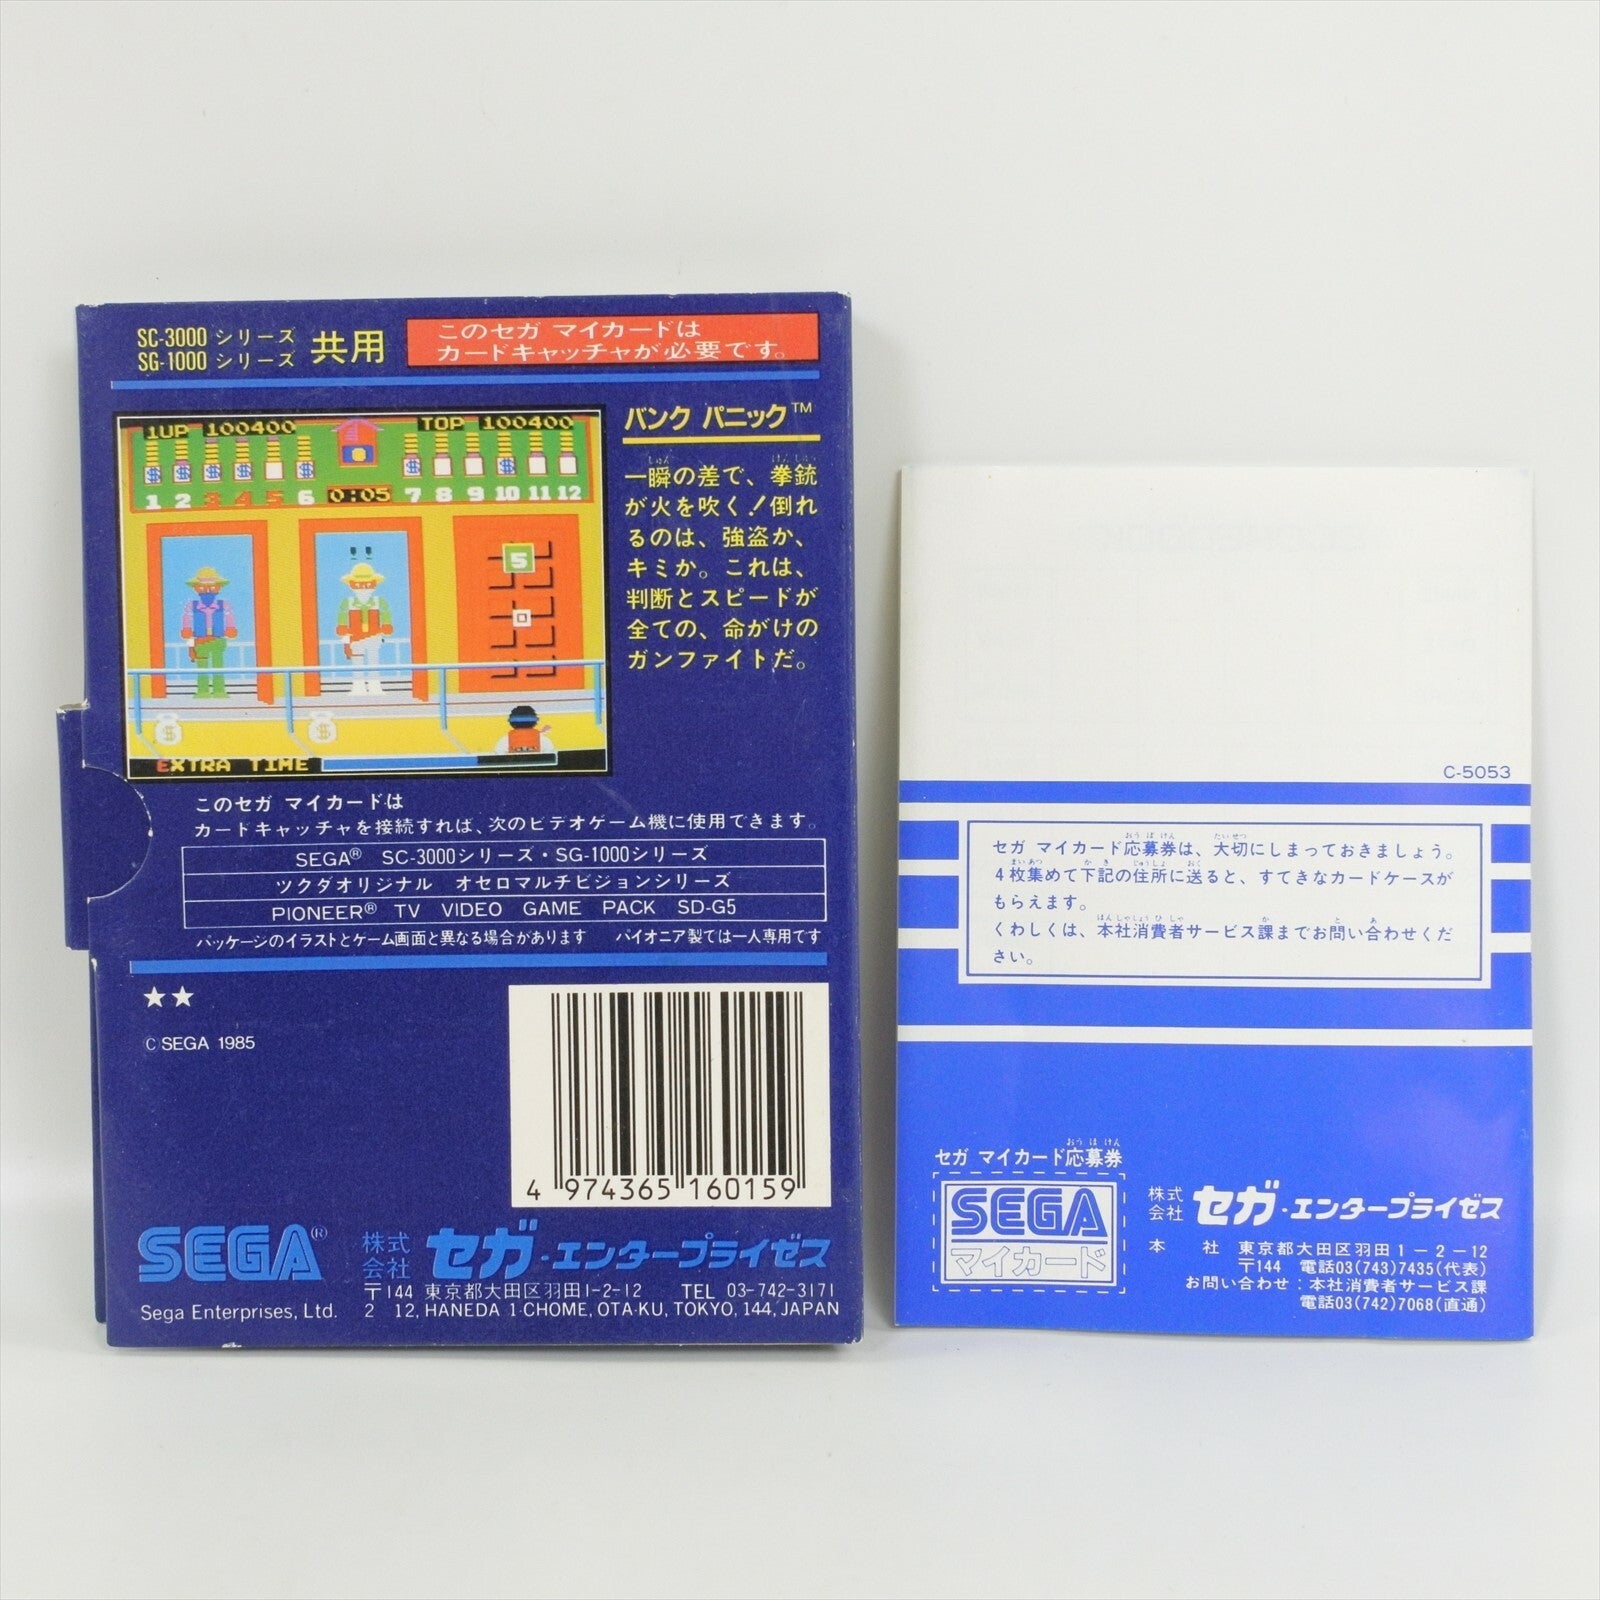 SC-3000 シリーズ
SG-1000 シリーズ
共用
このセガ マイカードは
カードキャッチャが必要です。
1UP 100400
TOP 100400
1 2 3 4 5 6 0:05 7 8 9 10 11 12
5
EXTRA TIME
バンク パニック™
一瞬の差で、拳銃
が火を吹く!倒れ
るのは、強盗か、
キミか。これは、
判断とスピードが
全ての、命がけの
ガンファイトだ。
このセガ マイカードは
カードキャッチャを接続すれば、次のビデオゲーム機に使用できます。
SEGA® SC-3000シリーズ・SG-1000シリーズ
ツクダオリジナル オセロマルチビジョンシリーズ
PIONEER® TV VIDEO GAME PACK SD-G5
パッケージのイラストとゲーム画面と異なる場合があります パイオニア製では一人専用です
★★
© SEGA 1985
4 974365 160159
SEGA®
株式会社 セガ・エンタープライゼス
〒144 東京都大田区羽田1-2-12 TEL 03-742-3171
Sega Enterprises, Ltd. 2 12, HANEDA 1-CHOME, OTA-KU, TOKYO, 144, JAPAN
C-5053
セガ マイカード応募券は、大切にしまっておきましょう。
4枚集めて下記の住所に送ると、すてきなカードケースが
もらえます。
くわしくは、本社消費者サービス課までお問い合わせくだ
さい。
セガ マイカード応募券
SEGA
マイカード
株式会社 セガ・エンタープライゼス
本 社 東京都大田区羽田1-2-12
〒144 電話03(743)7435(代表)
お問い合わせ:本社消費者サービス課
電話03(742)7068(直通)